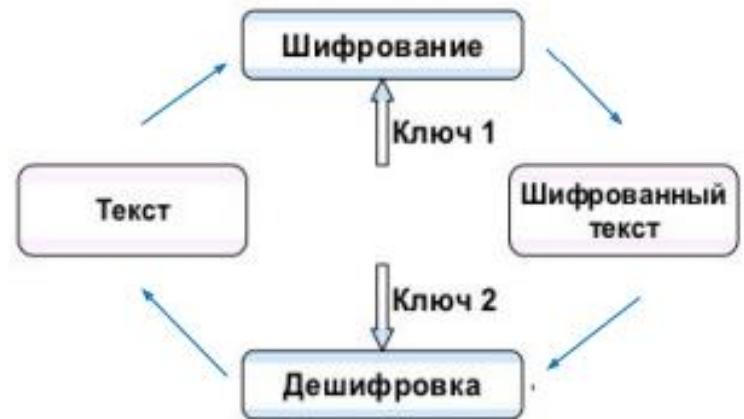 Шифрование
Ключ 1
Текст
Шифрованный
текст
Ключ 2
Дешифровка